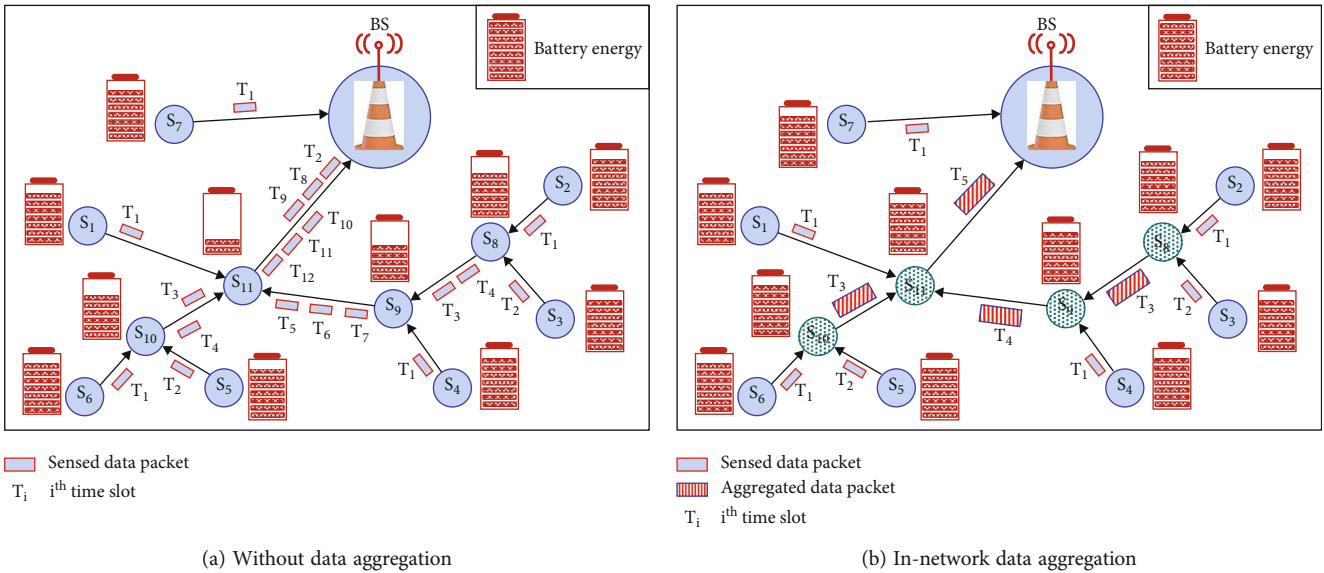 BS
Battery energy
T1
S7
T2
T8
T9
T10
T11
T12
S1
T1
S2
T1
S8
S11
T3
T4
T3
T2
S3
S9
T5
T6
T7
S10
T4
T1
T2
T1
S6
S5
S4
Sensed data packet
Ti ith time slot
(a) Without data aggregation
BS
Battery energy
S7
T1
T5
S1
T1
S2
T1
S8
S11
T3
T3
T2
S3
S9
T4
S10
T1
T2
T1
S6
S5
S4
Sensed data packet
Aggregated data packet
Ti ith time slot
(b) In-network data aggregation